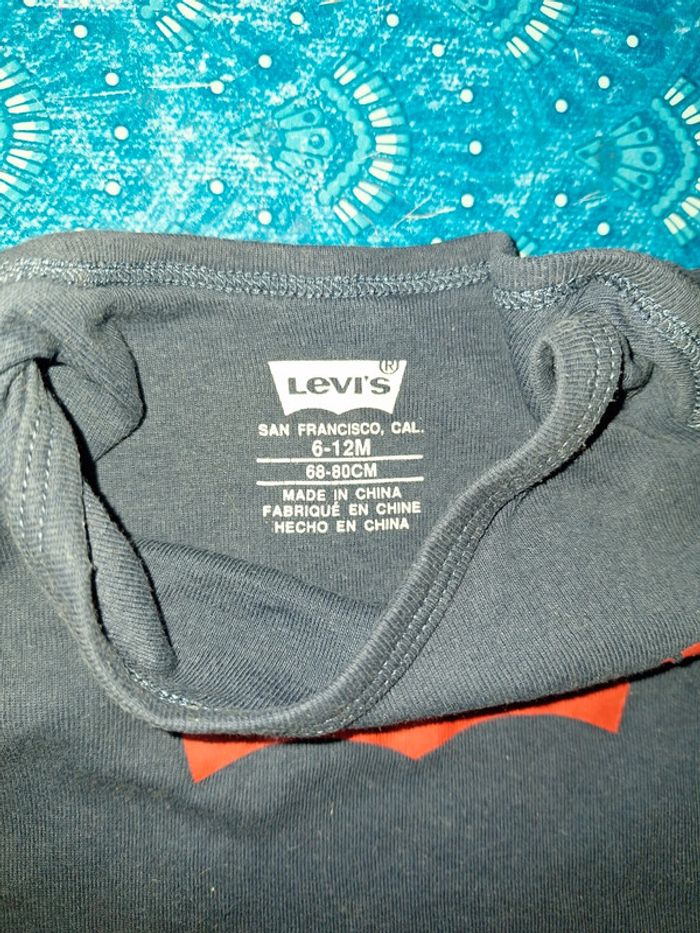 Levi's ®
SAN FRANCISCO, CAL.
6-12M
68-80CM
MADE IN CHINA
FABRIQUÉ EN CHINE
HECHO EN CHINA